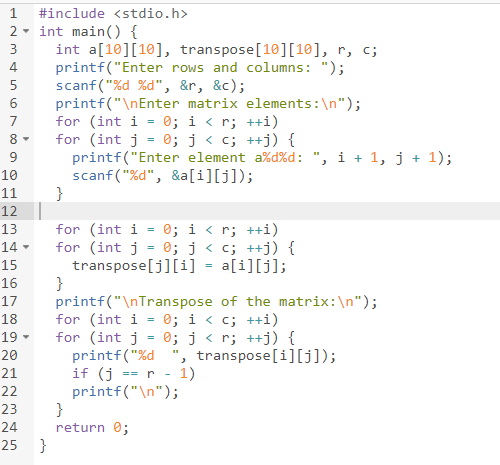 1 #include <stdio.h>
2 int main() {
3   int a[10][10], transpose[10][10], r, c;
4   printf("Enter rows and columns: ");
5   scanf("%d %d", &r, &c);
6   printf("\nEnter matrix elements:\n");
7   for (int i = 0; i < r; ++i)
8   for (int j = 0; j < c; ++j) {
9     printf("Enter element a%d%d: ", i + 1, j + 1);
10     scanf("%d", &a[i][j]);
11   }
12
13   for (int i = 0; i < r; ++i)
14   for (int j = 0; j < c; ++j) {
15     transpose[j][i] = a[i][j];
16   }
17   printf("\nTranspose of the matrix:\n");
18   for (int i = 0; i < c; ++i)
19   for (int j = 0; j < r; ++j) {
20     printf("%d  ", transpose[i][j]);
21     if (j == r - 1)
22     printf("\n");
23   }
24   return 0;
25 }